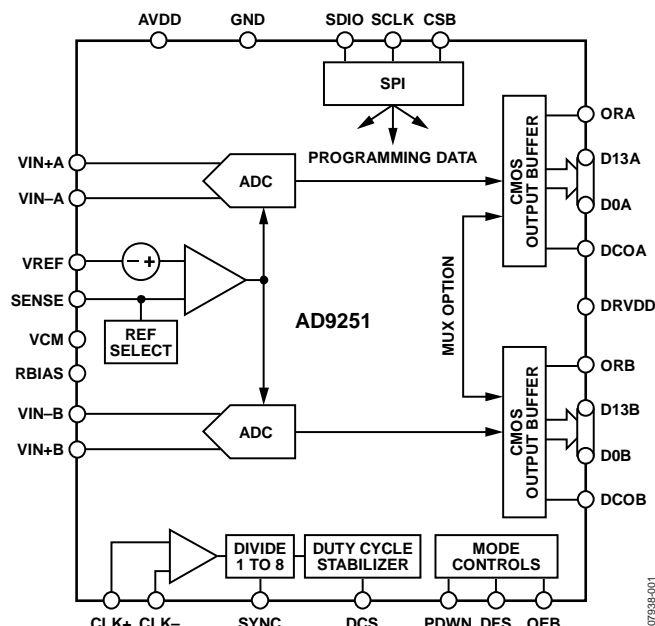 AVDD
GND
SDIO
SCLK
CSB
SPI
PROGRAMMING DATA
VIN+A
VIN–A
ADC
CMOS
OUTPUT BUFFER
ORA
D13A
D0A
DCOA
VREF
SENSE
– +
REF
SELECT
VCM
RBIAS
AD9251
MUX OPTION
DRVDD
VIN–B
VIN+B
ADC
CMOS
OUTPUT BUFFER
ORB
D13B
D0B
DCOB
DIVIDE
1 TO 8
DUTY CYCLE
STABILIZER
MODE
CONTROLS
CLK+
CLK–
SYNC
DCS
PDWN
DFS
OEB
07938-001